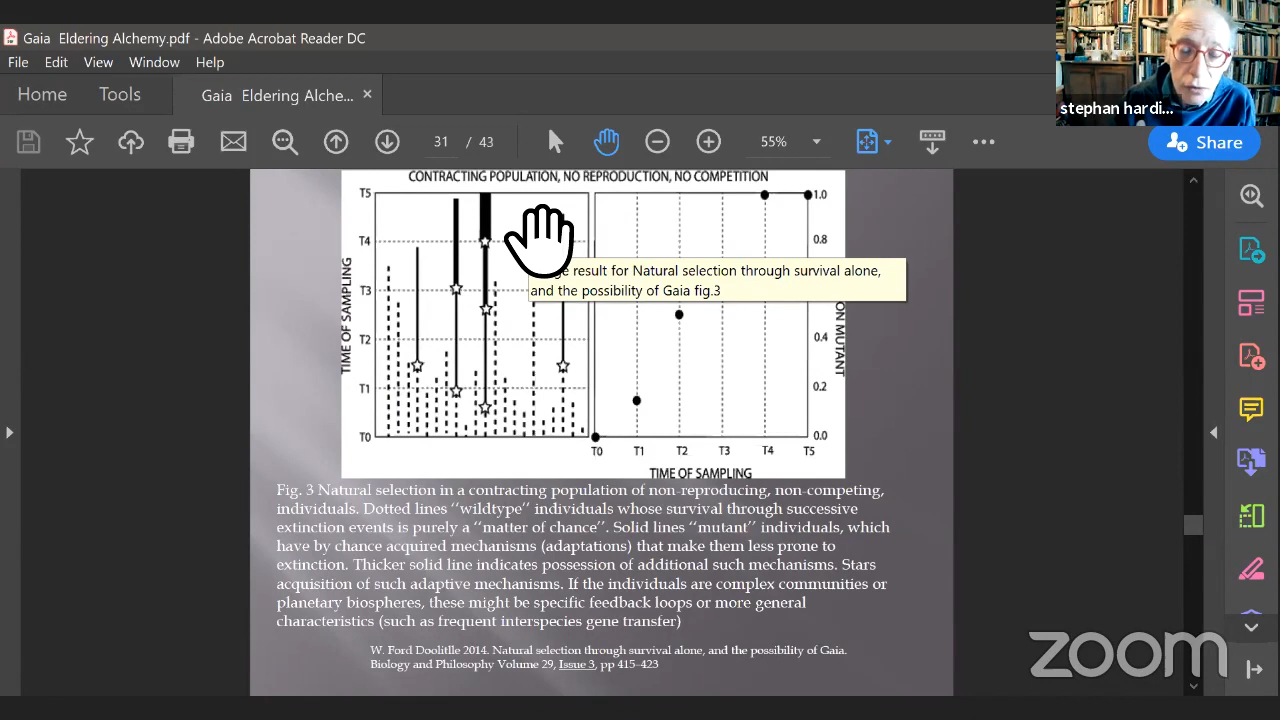 Gaia Eldering Alchemy.pdf - Adobe Acrobat Reader DC
File Edit View Window Help
Home Tools Gaia Eldering Alche... ×
31 / 43 55% Share
stephan hardi...
CONTRACTING POPULATION, NO REPRODUCTION, NO COMPETITION
T5
T4
T3
T2
T1
T0
TIME OF SAMPLING
1.0
0.8
0.4
0.2
0.0
ON MUTANT
T0 T1 T2 T3 T4 T5
TIME OF SAMPLING
ge result for Natural selection through survival alone,
and the possibility of Gaia fig.3
Fig. 3 Natural selection in a contracting population of non-reproducing, non-competing,
individuals. Dotted lines ‘‘wildtype’’ individuals whose survival through successive
extinction events is purely a ‘‘matter of chance’’. Solid lines ‘‘mutant’’ individuals, which
have by chance acquired mechanisms (adaptations) that make them less prone to
extinction. Thicker solid line indicates possession of additional such mechanisms. Stars
acquisition of such adaptive mechanisms. If the individuals are complex communities or
planetary biospheres, these might be specific feedback loops or more general
characteristics (such as frequent interspecies gene transfer)
W. Ford Doolitlle 2014. Natural selection through survival alone, and the possibility of Gaia.
Biology and Philosophy Volume 29, Issue 3, pp 415-423
zoom